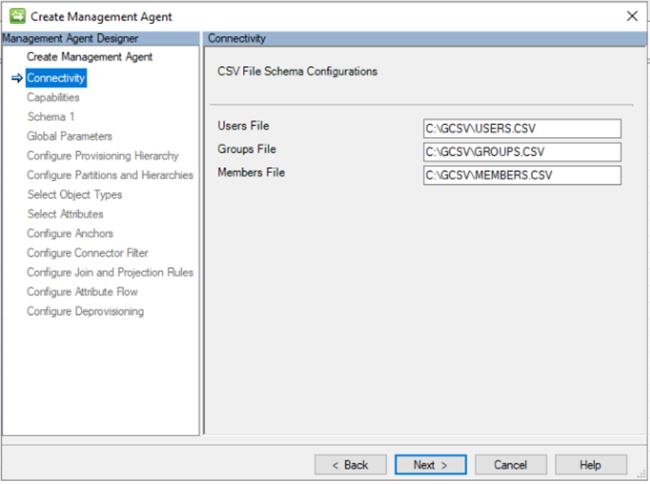 Create Management Agent
Management Agent Designer
Create Management Agent
Connectivity
Capabilities
Schema 1
Global Parameters
Configure Provisioning Hierarchy
Configure Partitions and Hierarchies
Select Object Types
Select Attributes
Configure Anchors
Configure Connector Filter
Configure Join and Projection Rules
Configure Attribute Flow
Configure Deprovisioning
Connectivity
CSV File Schema Configurations
Users File C:\GCSV\USERS.CSV
Groups File C:\GCSV\GROUPS.CSV
Members File C:\GCSV\MEMBERS.CSV
< Back Next > Cancel Help